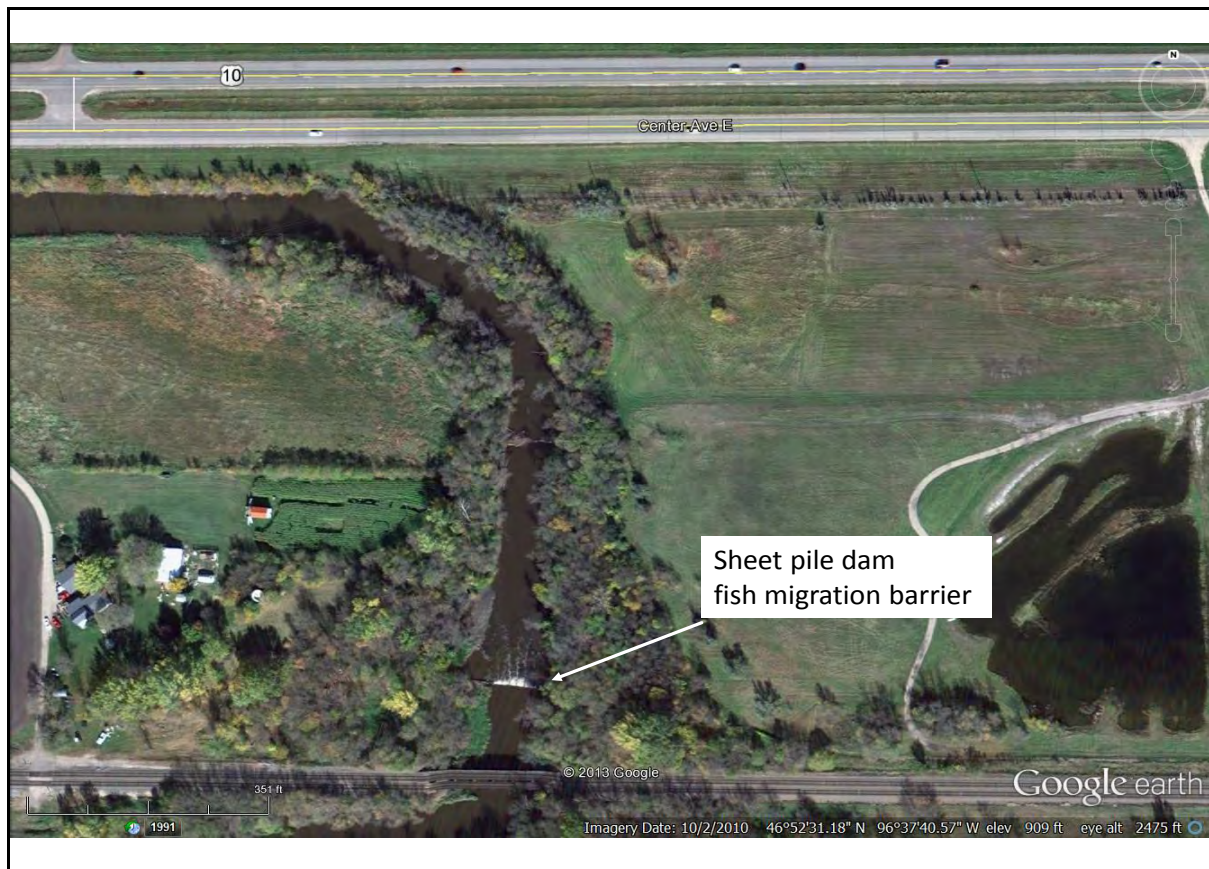 N
10
Center Ave E
Sheet pile dam
fish migration barrier
© 2013 Google
Google earth
351 ft
1991
Imagery Date: 10/2/2010 46°52'31.18" N 96°37'40.57" W elev 909 ft eye alt 2475 ft